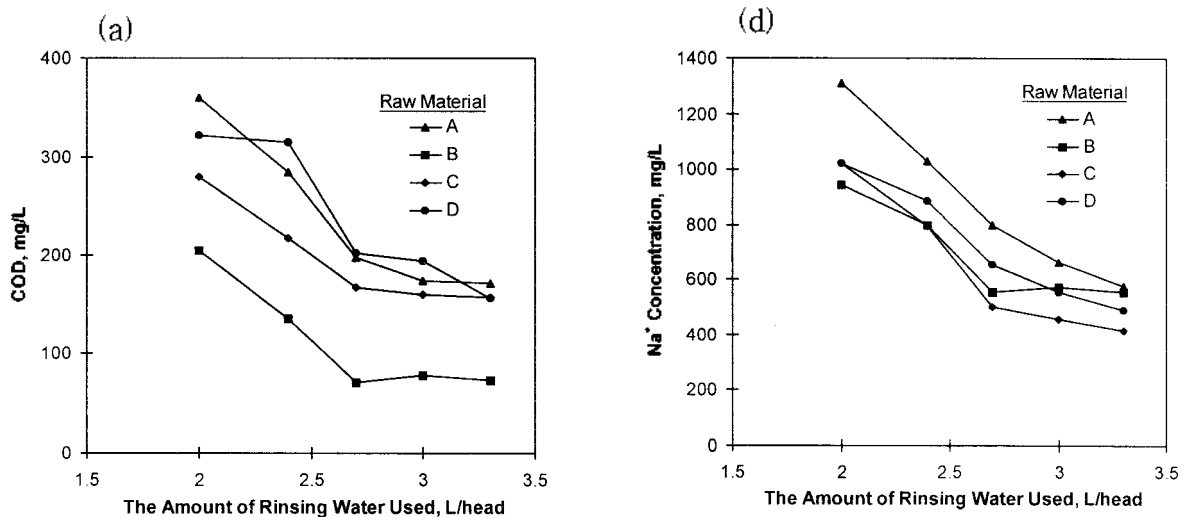 (a)
400
300
200
100
0
COD, mg/L
Raw Material
A
B
C
D
1.5 2 2.5 3 3.5
The Amount of Rinsing Water Used, L/head
(d)
1400
1200
1000
800
600
400
200
0
Na⁺ Concentration, mg/L
Raw Material
A
B
C
D
1.5 2 2.5 3 3.5
The Amount of Rinsing Water Used, L/head